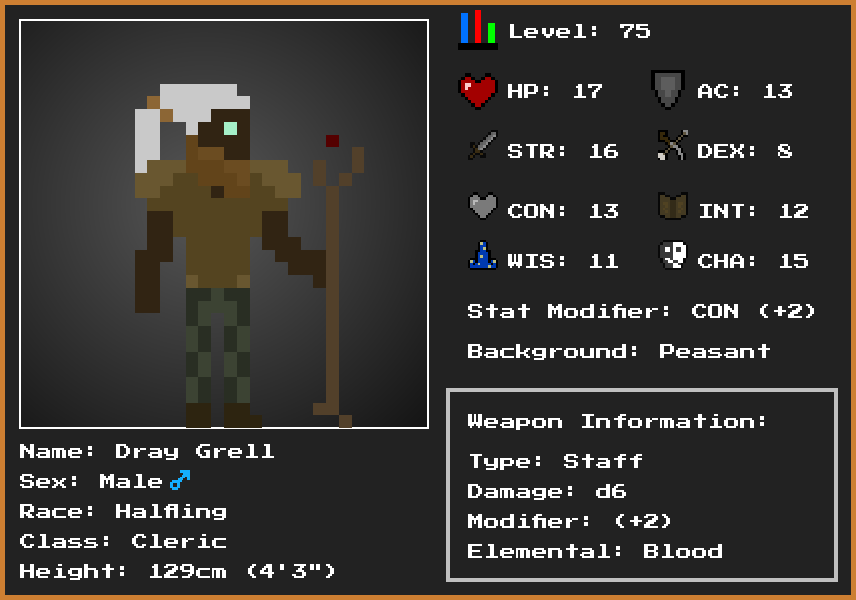 Level: 75
HP: 17
AC: 13
STR: 16
DEX: 8
CON: 13
INT: 12
WIS: 11
CHA: 15
Stat Modifier: CON (+2)
Background: Peasant
Weapon Information:
Type: Staff
Damage: d6
Modifier: (+2)
Elemental: Blood
Name: Dray Grell
Sex: Male♂
Race: Halfling
Class: Cleric
Height: 129cm (4'3")